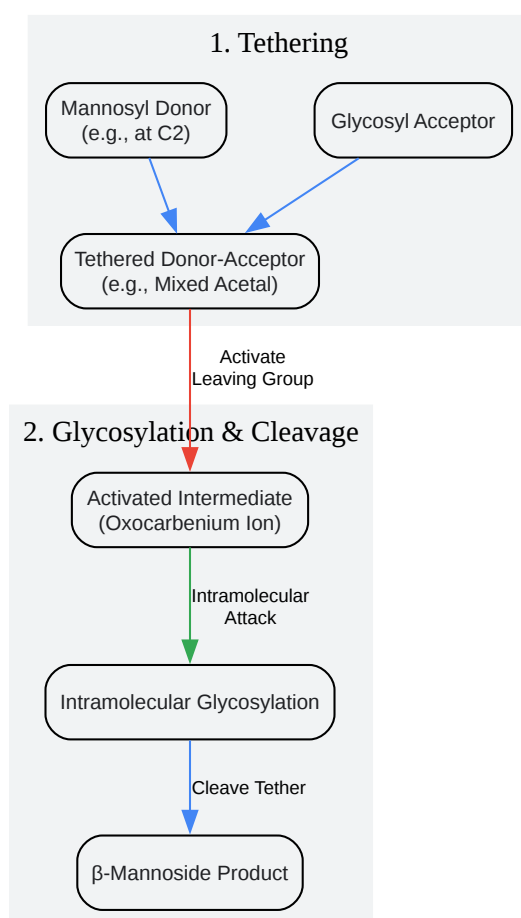 1. Tethering
Mannosyl Donor
(e.g., at C2)
Glycosyl Acceptor
Tethered Donor-Acceptor
(e.g., Mixed Acetal)
Activate
Leaving Group
2. Glycosylation & Cleavage
Activated Intermediate
(Oxocarbenium Ion)
Intramolecular
Attack
Intramolecular Glycosylation
Cleave Tether
β-Mannoside Product